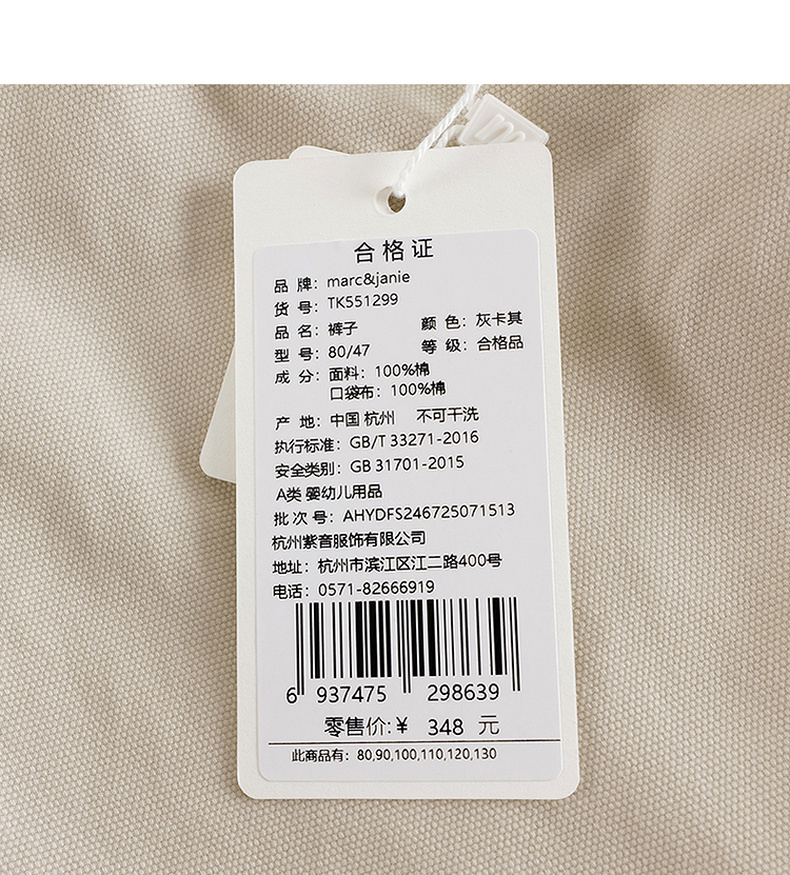 合格证
品 牌：marc&janie
货 号：TK551299
品 名：裤子 颜 色：灰卡其
型 号：80/47 等 级：合格品
成 分：面料：100%棉
口袋布：100%棉
产 地：中国 杭州 不可干洗
执行标准：GB/T 33271-2016
安全类别：GB 31701-2015
A类 婴幼儿用品
批 次 号：AHYDFS246725071513
杭州紫音服饰有限公司
地址：杭州市滨江区江二路400号
电话：0571-82666919
6 937475 298639
零售价:¥ 348 元
此商品有：80,90,100,110,120,130